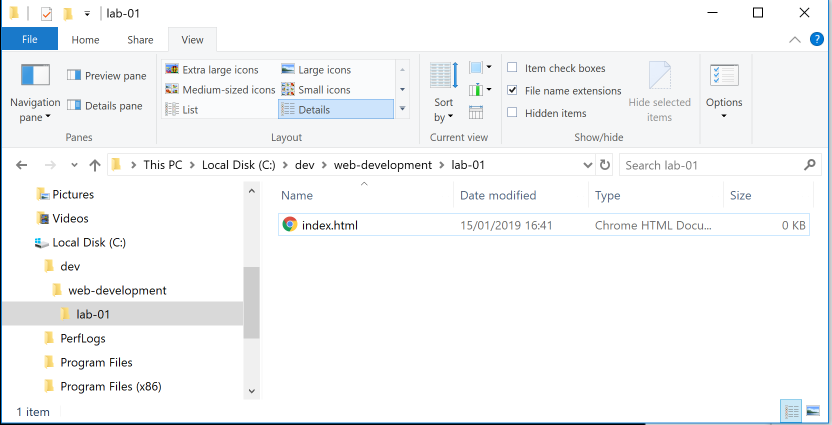 lab-01
File Home Share View
Navigation pane
Preview pane
Details pane
Panes
Extra large icons Large icons
Medium-sized icons Small icons
List Details
Layout
Sort by
Current view
Item check boxes
File name extensions
Hidden items
Hide selected items
Show/hide
Options
This PC Local Disk (C:) dev web-development lab-01
Search lab-01
Pictures
Videos
Local Disk (C:)
dev
web-development
lab-01
PerfLogs
Program Files
Program Files (x86)
Name Date modified Type Size
index.html 15/01/2019 16:41 Chrome HTML Docu... 0 KB
1 item